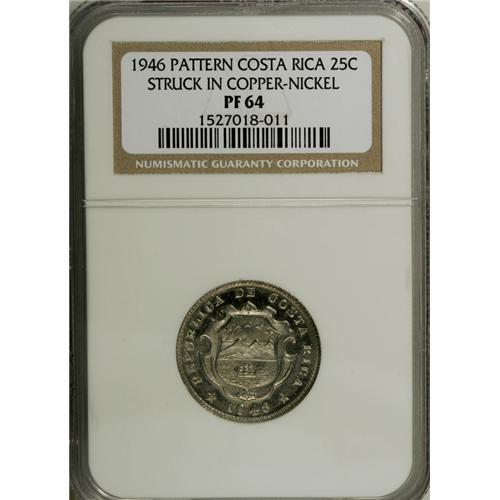 1946 PATTERN COSTA RICA 25C
STRUCK IN COPPER-NICKEL
PF 64
1527018-011
NUMISMATIC GUARANTY CORPORATION
REPUBLICA DE COSTA RICA
1946